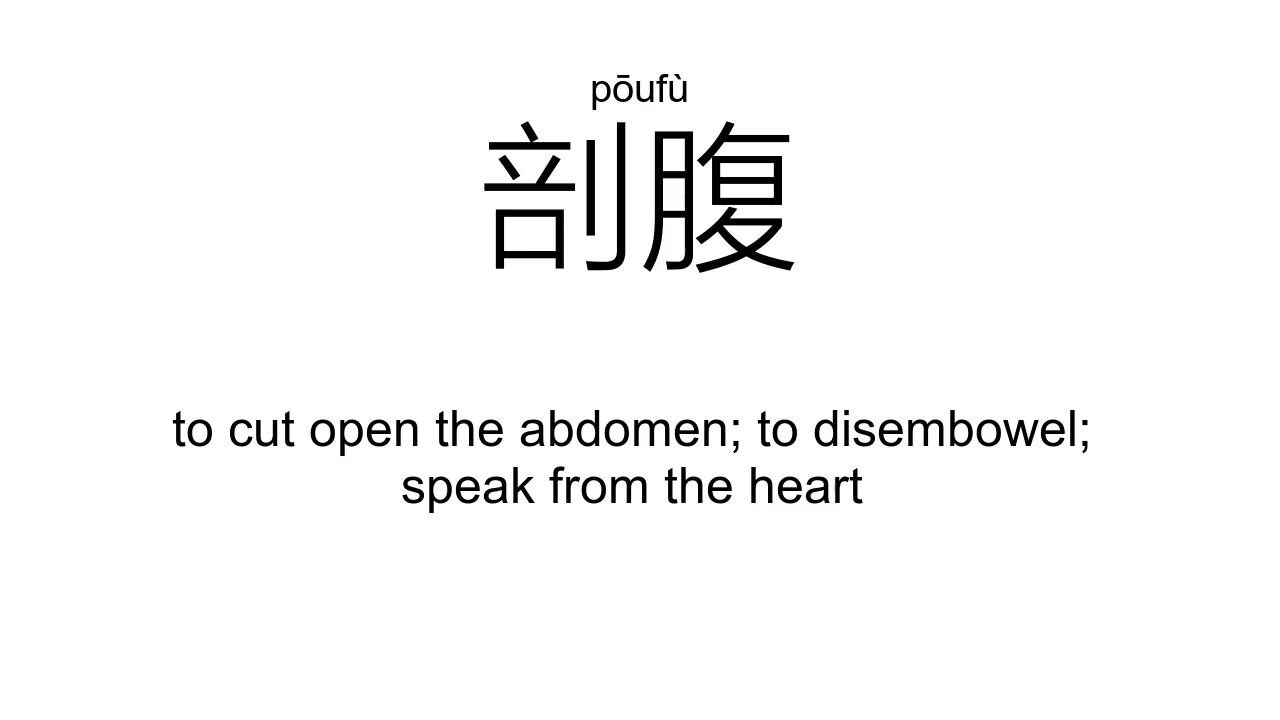 pōufù
剖腹
to cut open the abdomen; to disembowel;
speak from the heart